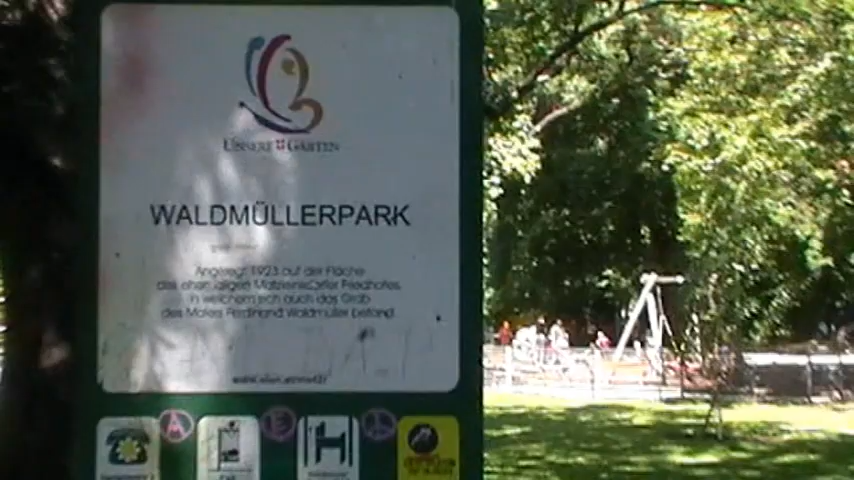 UNSERE GÄRTEN
WALDMÜLLERPARK
Angelegt 1923 auf der Fläche
des ehemaligen Matzleinsdorfer Friedhofes,
in welchem sich auch das Grab
des Malers Ferdinand Waldmüller befand
A
E